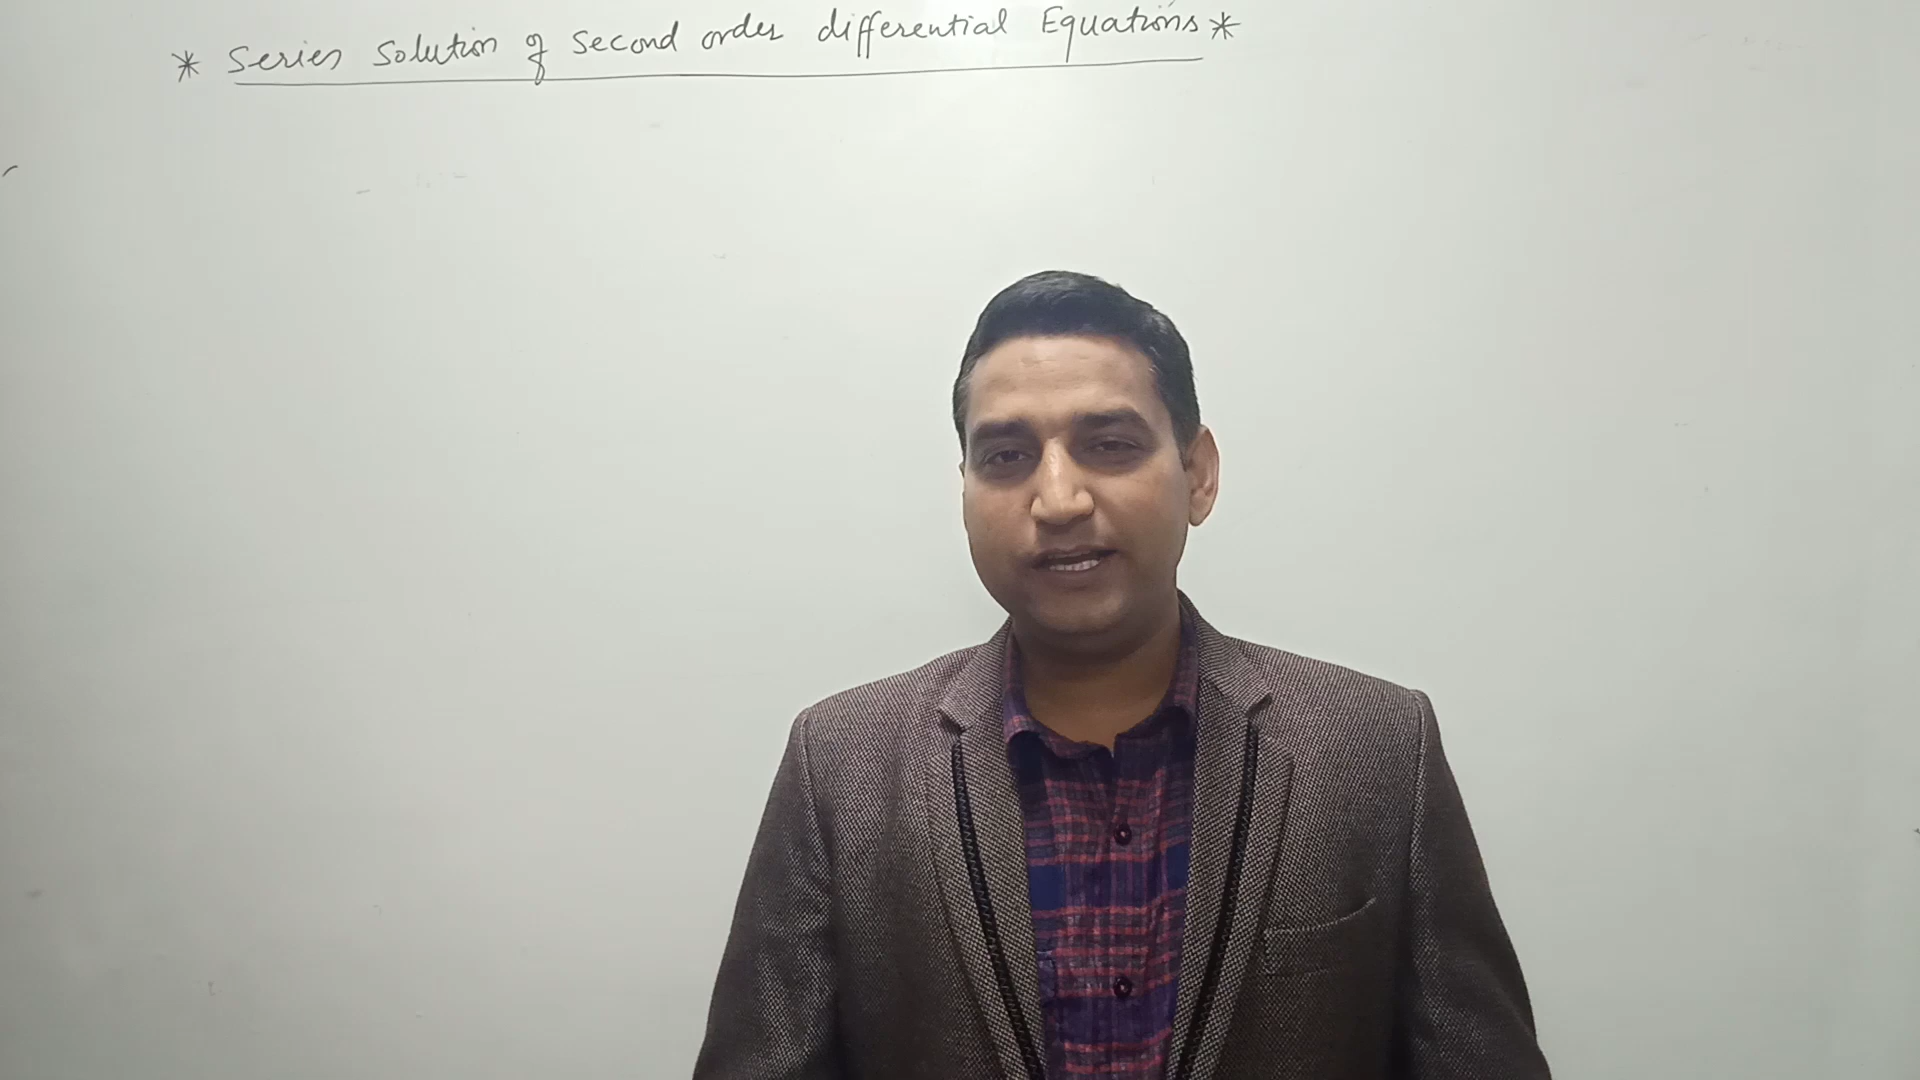 * Series Solution of Second order differential Equations *